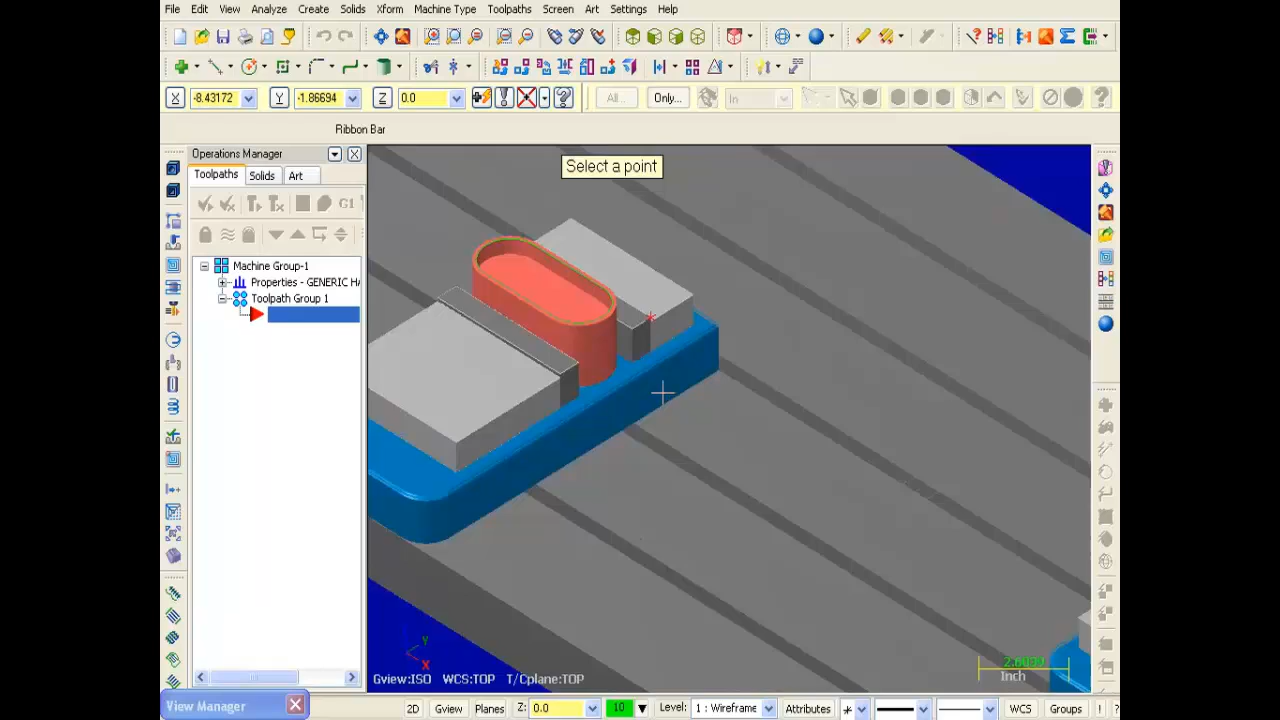 File Edit View Analyze Create Solids Xform Machine Type Toolpaths Screen Art Settings Help
X -8.43172 Y -1.86694 Z 0.0 All... Only... In
Ribbon Bar
Operations Manager
Toolpaths Solids Art
G1
Machine Group-1
Properties - GENERIC HA
Toolpath Group 1
Select a point
Y
X
Gview:ISO WCS:TOP T/Cplane:TOP
Inch
View Manager
Gview Planes Z: 0.0 10 1 : Wireframe Attributes WCS Groups ! ?